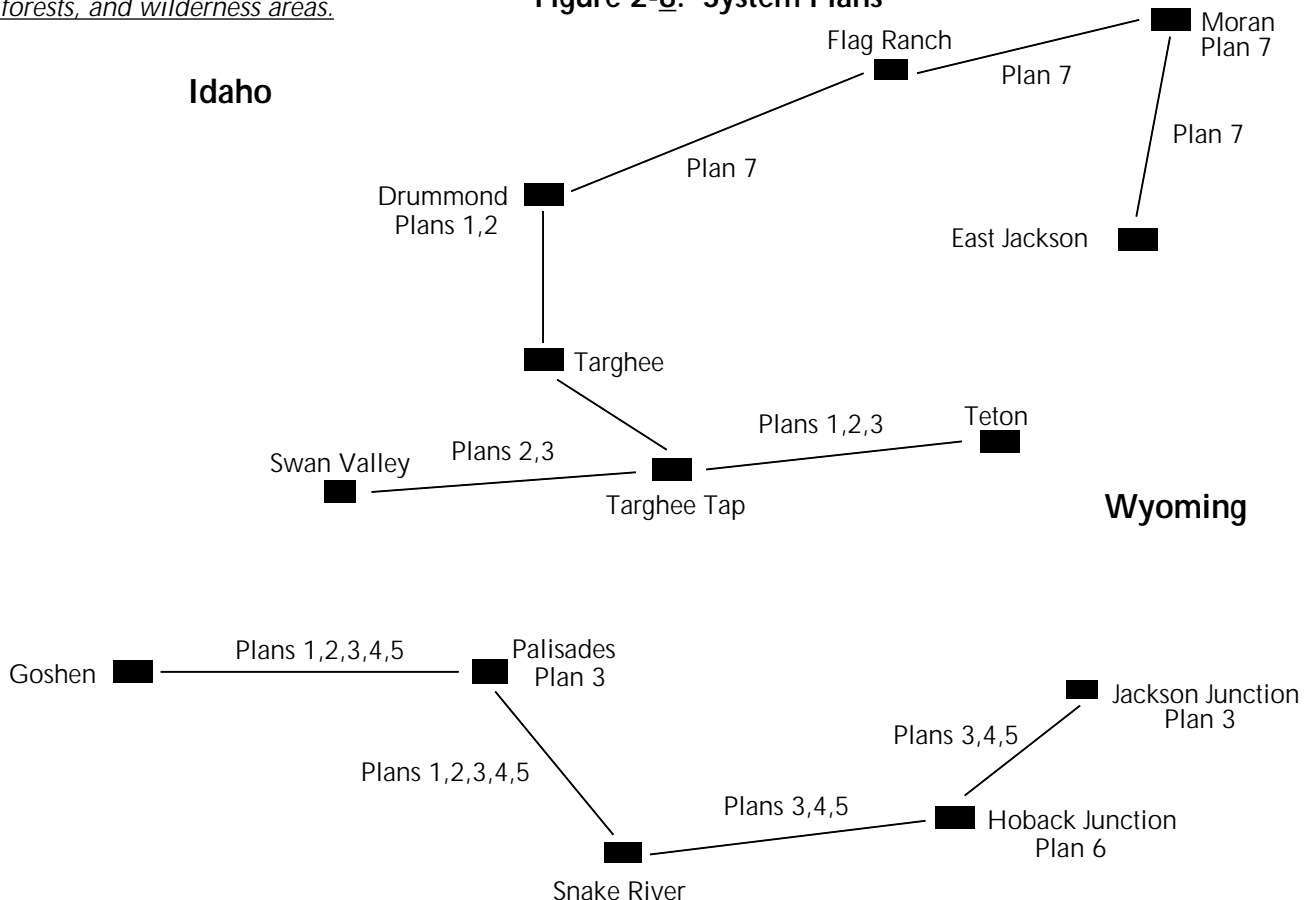 forests, and wilderness areas.
Figure 2-8: System Plans
Moran
Plan 7
Flag Ranch
Plan 7
Idaho
Plan 7
Plan 7
Drummond
Plans 1,2
East Jackson
Targhee
Plans 1,2,3
Teton
Plans 2,3
Swan Valley
Targhee Tap
Wyoming
Plans 1,2,3,4,5
Palisades
Plan 3
Goshen
Jackson Junction
Plan 3
Plans 3,4,5
Plans 1,2,3,4,5
Plans 3,4,5
Hoback Junction
Plan 6
Snake River